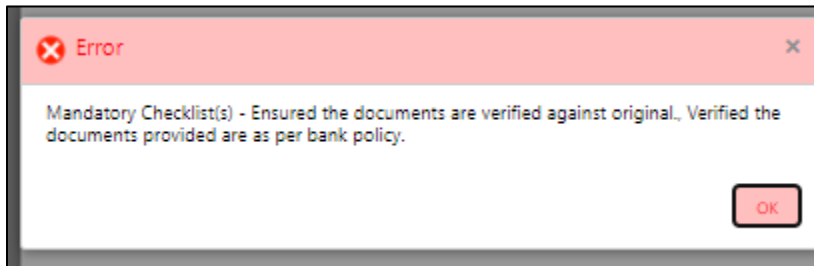 Error
Mandatory Checklist(s) - Ensured the documents are verified against original., Verified the
documents provided are as per bank policy.
OK